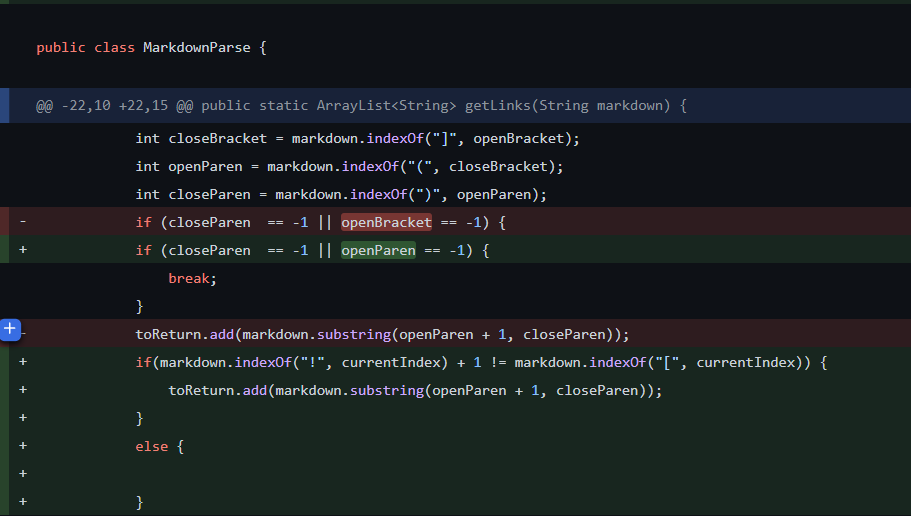 public class MarkdownParse {
@@ -22,10 +22,15 @@ public static ArrayList<String> getLinks(String markdown) {
int closeBracket = markdown.indexOf("]", openBracket);
int openParen = markdown.indexOf("(", closeBracket);
int closeParen = markdown.indexOf(")", openParen);
- if (closeParen  == -1 || openBracket == -1) {
+ if (closeParen  == -1 || openParen == -1) {
break;
}
- toReturn.add(markdown.substring(openParen + 1, closeParen));
+ if(markdown.indexOf("!", currentIndex) + 1 != markdown.indexOf("[", currentIndex)) {
+ toReturn.add(markdown.substring(openParen + 1, closeParen));
+ }
+ else {
+
+ }